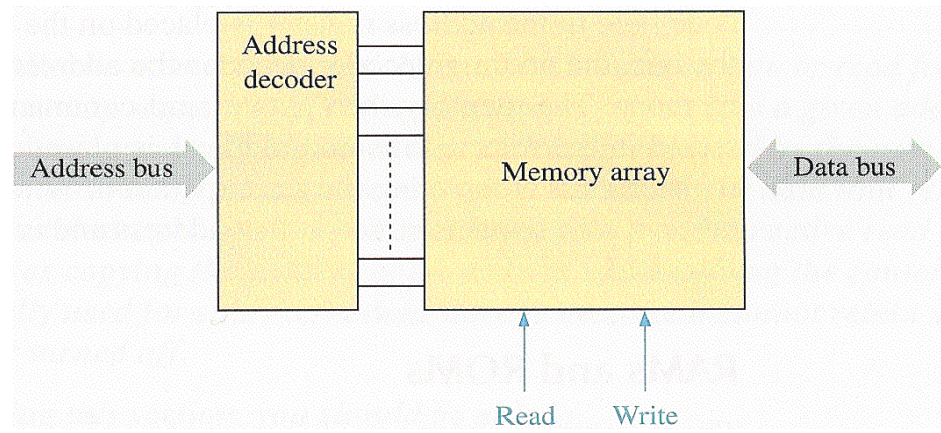 Address
decoder
Address bus
Memory array
Data bus
Read
Write